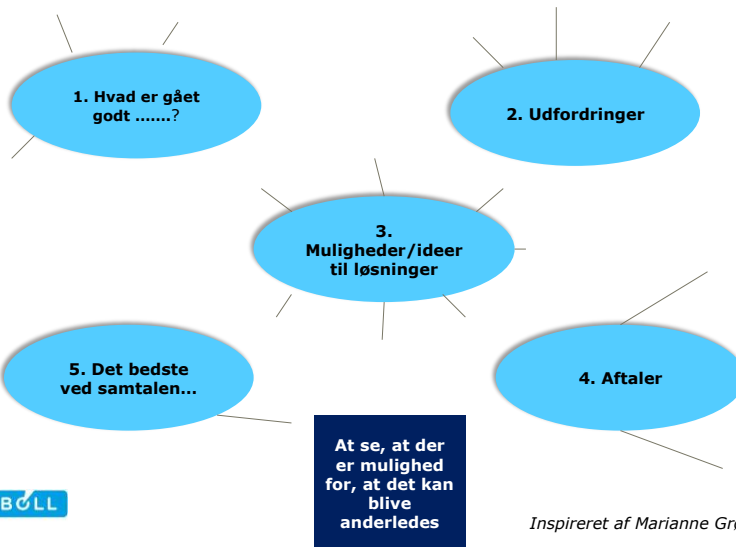 1. Hvad er gået
godt .......?
2. Udfordringer
3.
Muligheder/ideer
til løsninger
5. Det bedste
ved samtalen...
4. Aftaler
At se, at der
er mulighed
for, at det kan
blive
anderledes
BOLL
Inspireret af Marianne